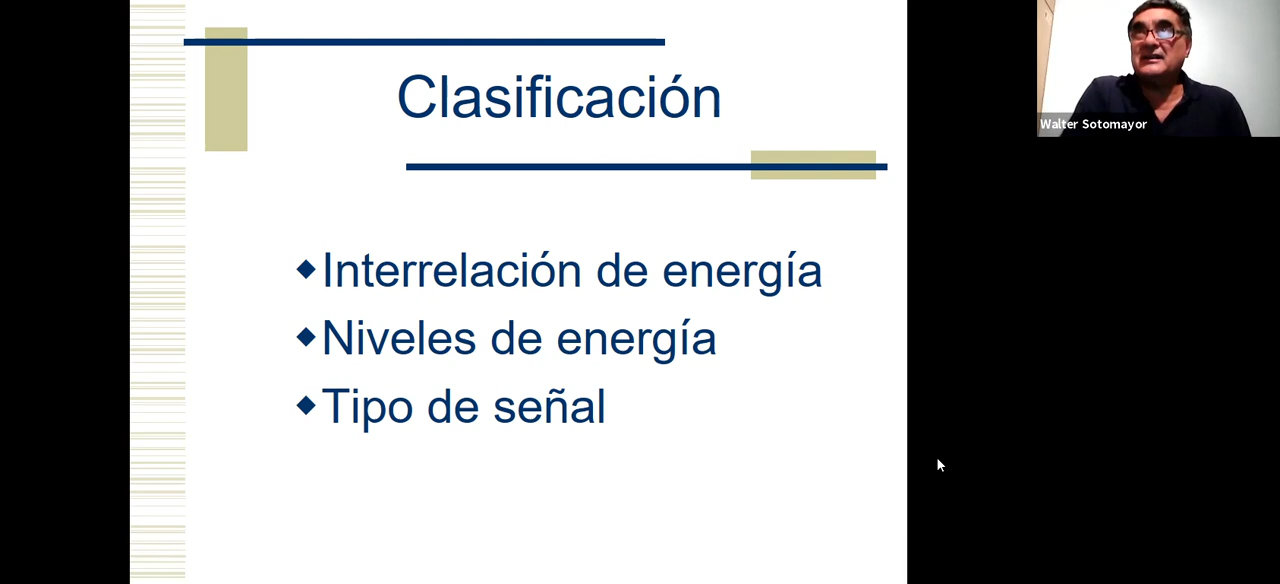 Clasificación
Walter Sotomayor
Interrelación de energía
Niveles de energía
Tipo de señal